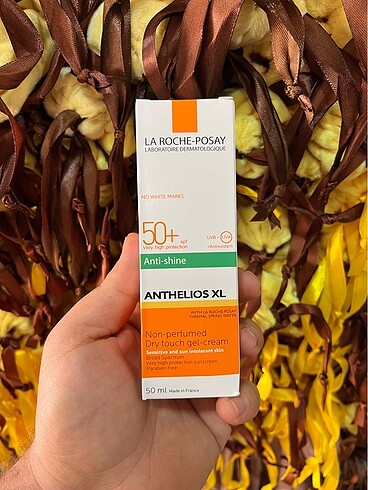 LA ROCHE-POSAY
LABORATOIRE DERMATOLOGIQUE
NO WHITE MARKS
50+ spf
Very high protection
UVB + UVA
+Antioxidant
Anti-shine
ANTHELIOS XL
WITH LA ROCHE-POSAY
THERMAL SPRING WATER
Non-perfumed
Dry touch gel-cream
Sensitive and sun intolerant skin
Broad Spectrum
Very high protection sunscreen
Paraben-free
50 ml Made in France